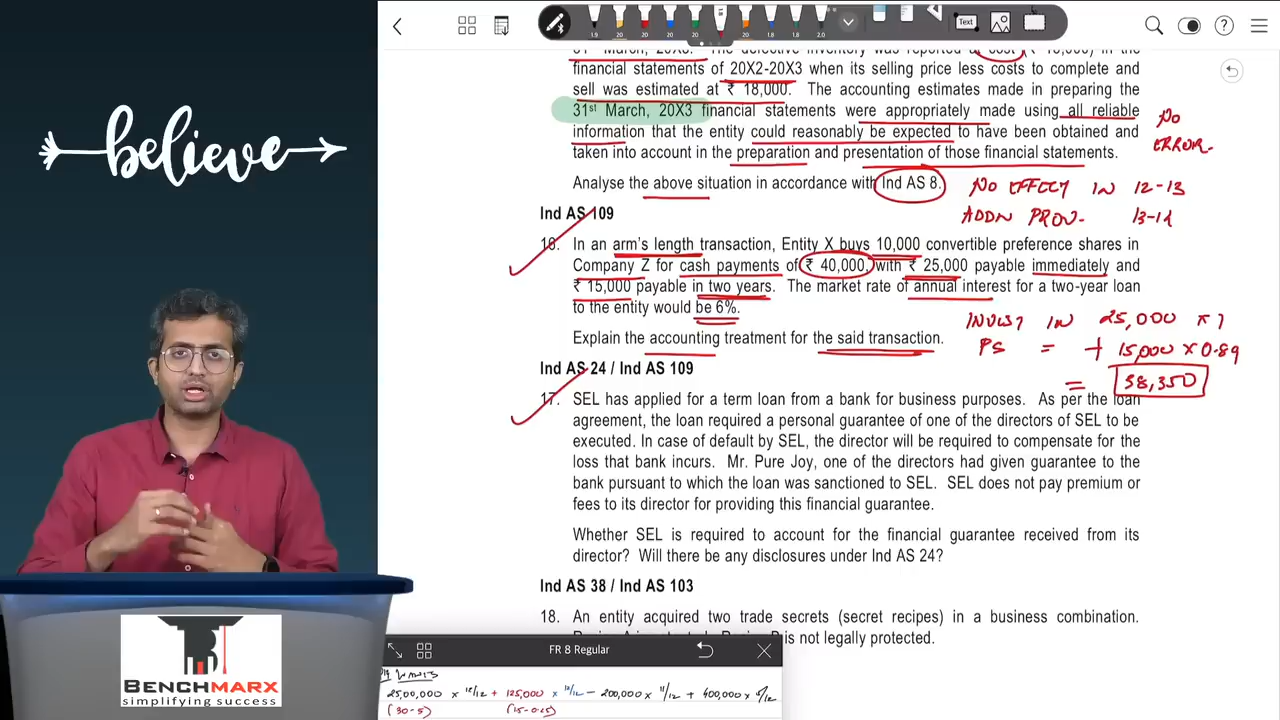 believe
Text
31st March, 20X3. The defective inventory was reported at cost (₹ 18,000) in the
financial statements of 20X2-20X3 when its selling price less costs to complete and
sell was estimated at ₹ 18,000. The accounting estimates made in preparing the
31st March, 20X3 financial statements were appropriately made using all reliable
information that the entity could reasonably be expected to have been obtained and
taken into account in the preparation and presentation of those financial statements.
NO
ERROR.
Analyse the above situation in accordance with Ind AS 8.
NO EFFECT IN 12-13
ADDN PROV. 13-14
Ind AS 109
16. In an arm's length transaction, Entity X buys 10,000 convertible preference shares in
Company Z for cash payments of ₹ 40,000, with ₹ 25,000 payable immediately and
₹ 15,000 payable in two years. The market rate of annual interest for a two-year loan
to the entity would be 6%.
Explain the accounting treatment for the said transaction.
INVEST IN 25,000 x 1
PS = + 15,000 x 0.89
= 38,350
Ind AS 24 / Ind AS 109
17. SEL has applied for a term loan from a bank for business purposes. As per the loan
agreement, the loan required a personal guarantee of one of the directors of SEL to be
executed. In case of default by SEL, the director will be required to compensate for the
loss that bank incurs. Mr. Pure Joy, one of the directors had given guarantee to the
bank pursuant to which the loan was sanctioned to SEL. SEL does not pay premium or
fees to its director for providing this financial guarantee.
Whether SEL is required to account for the financial guarantee received from its
director? Will there be any disclosures under Ind AS 24?
Ind AS 38 / Ind AS 103
18. An entity acquired two trade secrets (secret recipes) in a business combination.
is not legally protected.
FR 8 Regular
25,00,000 x 12/12 + 125,000 x 10/12 - 200,000 x 11/12 + 400,000 x
(30-5) (15-0.25)
BENCHMARX
simplifying success